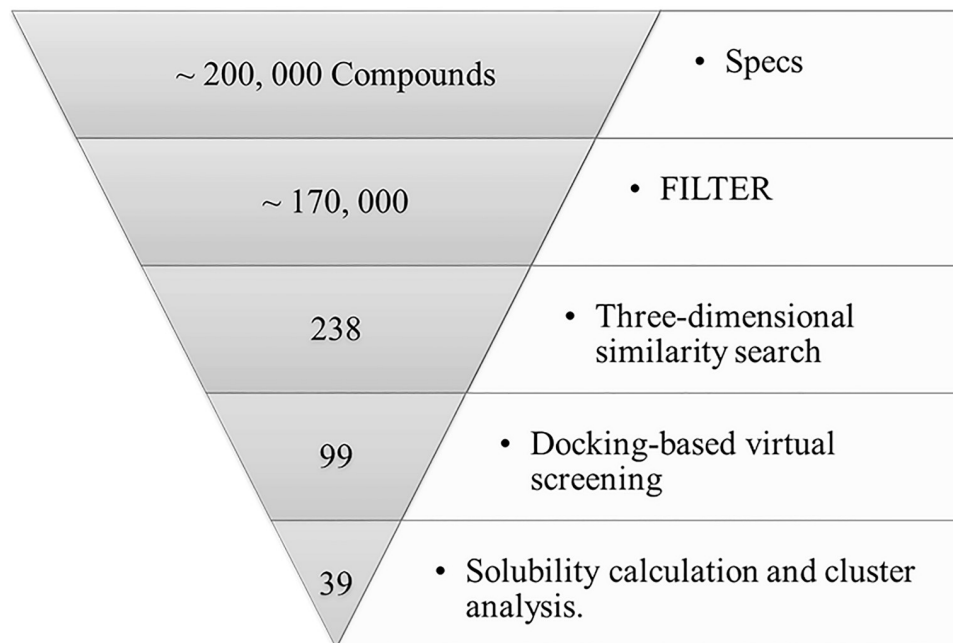 ~ 200, 000 Compounds
• Specs
~ 170, 000
• FILTER
238
• Three-dimensional
similarity search
99
• Docking-based virtual
screening
39
• Solubility calculation and cluster
analysis.